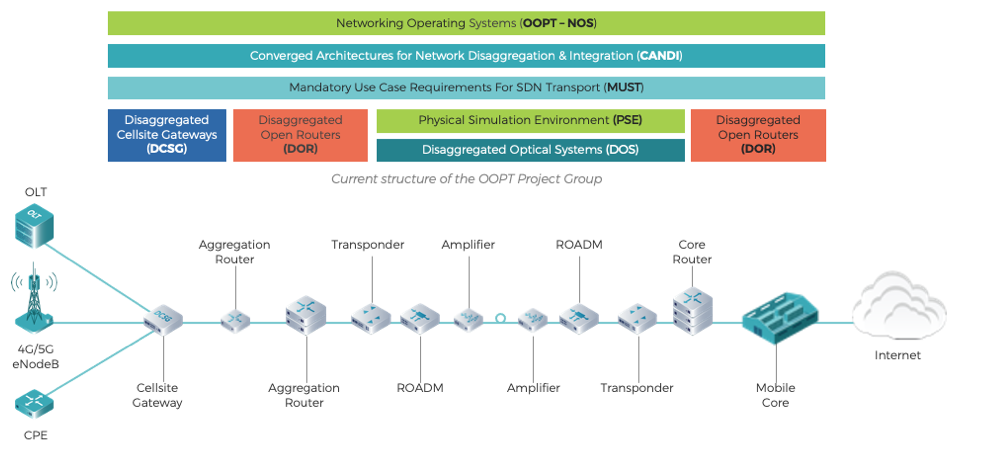 Networking Operating Systems (OOPT – NOS)
Converged Architectures for Network Disaggregation & Integration (CANDI)
Mandatory Use Case Requirements For SDN Transport (MUST)
Disaggregated
Cellsite Gateways
(DCSG)
Disaggregated
Open Routers
(DOR)
Physical Simulation Environment (PSE)
Disaggregated Optical Systems (DOS)
Disaggregated
Open Routers
(DOR)
Current structure of the OOPT Project Group
OLT
OLT
Aggregation
Router
Transponder
Amplifier
ROADM
Core
Router
DCSG
4G/5G
eNodeB
Internet
Cellsite
Gateway
Aggregation
Router
ROADM
Amplifier
Transponder
Mobile
Core
CPE